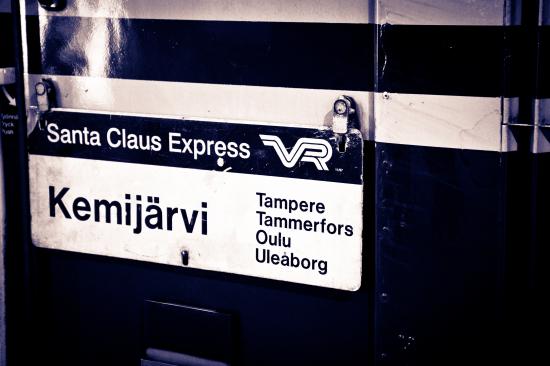 Santa Claus Express VR
Kemijärvi
Tampere
Tammerfors
Oulu
Uleåborg